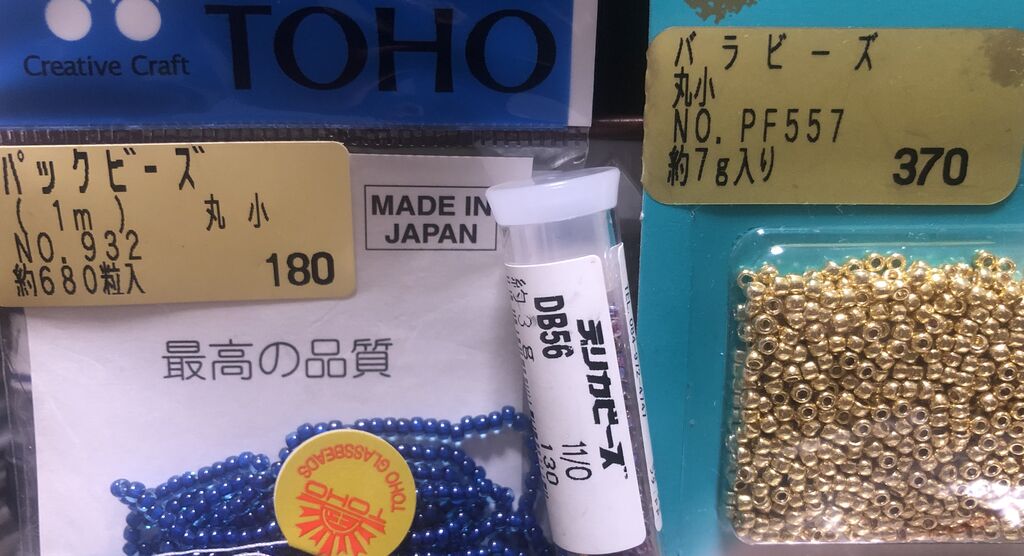 Creative Craft
TOHO
パックビーズ
(1m) 丸小
NO.932
約680粒入
180
MADE IN
JAPAN
最高の品質
TOHO GLASSBEADS
TOHO
デリカビーズ
DB56
11/0
バラビーズ
丸小
NO.PF557
約7g入り
370